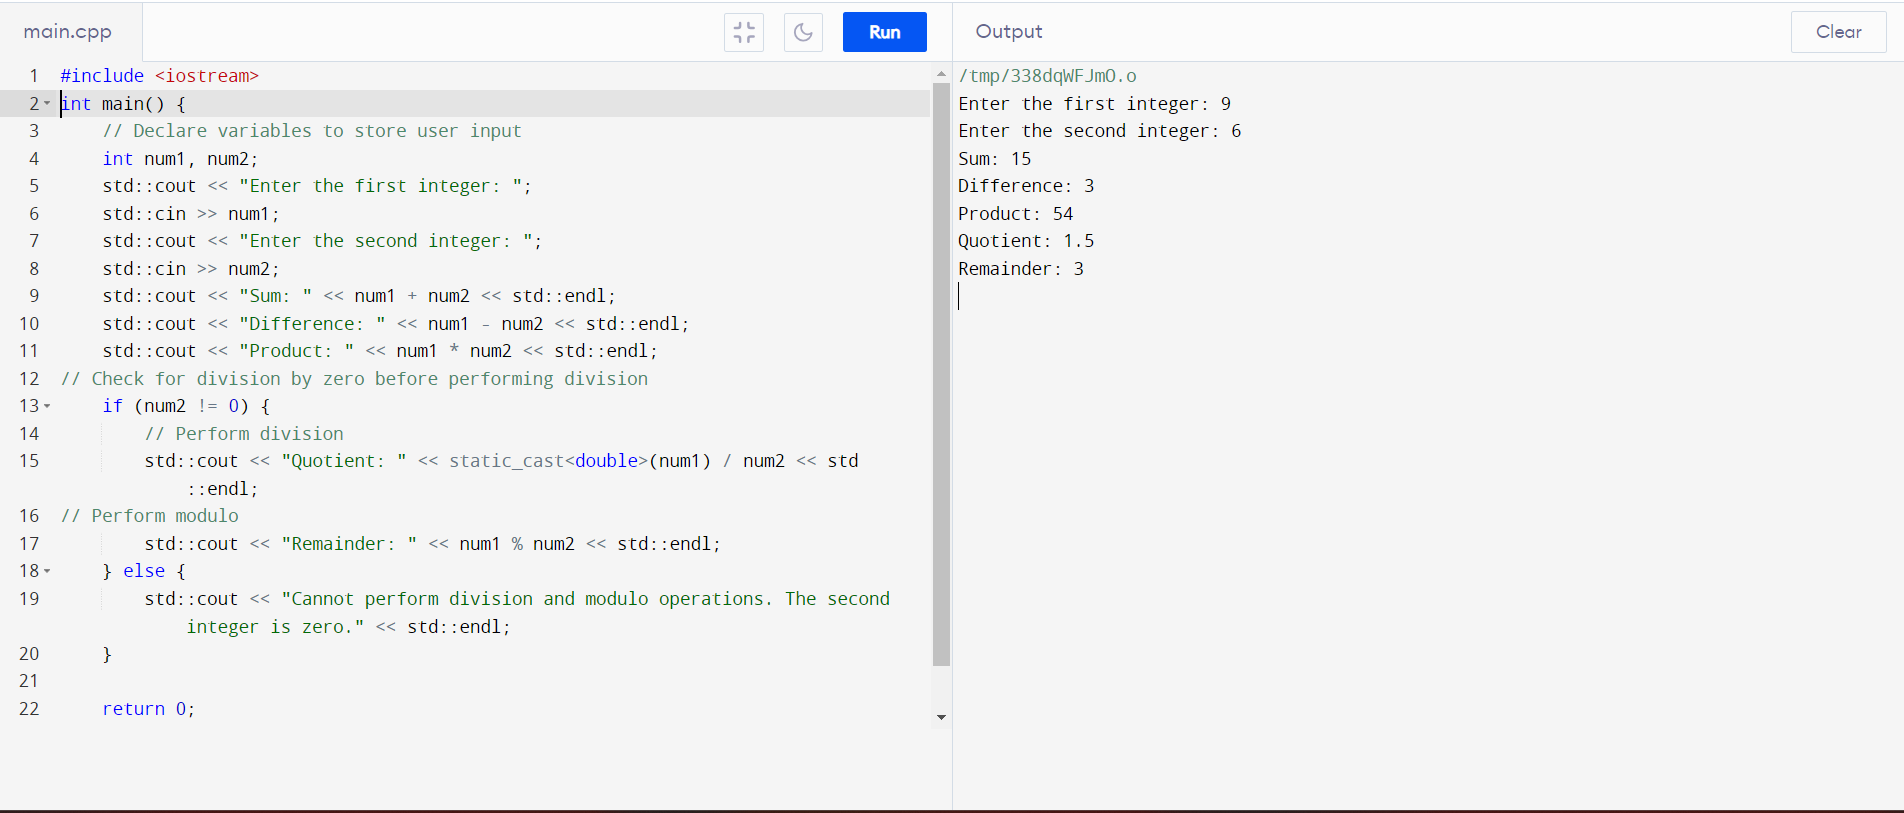 main.cpp
Run
Output
Clear
1 #include <iostream>
2 int main() {
3     // Declare variables to store user input
4     int num1, num2;
5     std::cout << "Enter the first integer: ";
6     std::cin >> num1;
7     std::cout << "Enter the second integer: ";
8     std::cin >> num2;
9     std::cout << "Sum: " << num1 + num2 << std::endl;
10     std::cout << "Difference: " << num1 - num2 << std::endl;
11     std::cout << "Product: " << num1 * num2 << std::endl;
12 // Check for division by zero before performing division
13     if (num2 != 0) {
14         // Perform division
15         std::cout << "Quotient: " << static_cast<double>(num1) / num2 << std
            ::endl;
16 // Perform modulo
17         std::cout << "Remainder: " << num1 % num2 << std::endl;
18     } else {
19         std::cout << "Cannot perform division and modulo operations. The second
            integer is zero." << std::endl;
20     }
21
22     return 0;
/tmp/338dqWFJmO.o
Enter the first integer: 9
Enter the second integer: 6
Sum: 15
Difference: 3
Product: 54
Quotient: 1.5
Remainder: 3